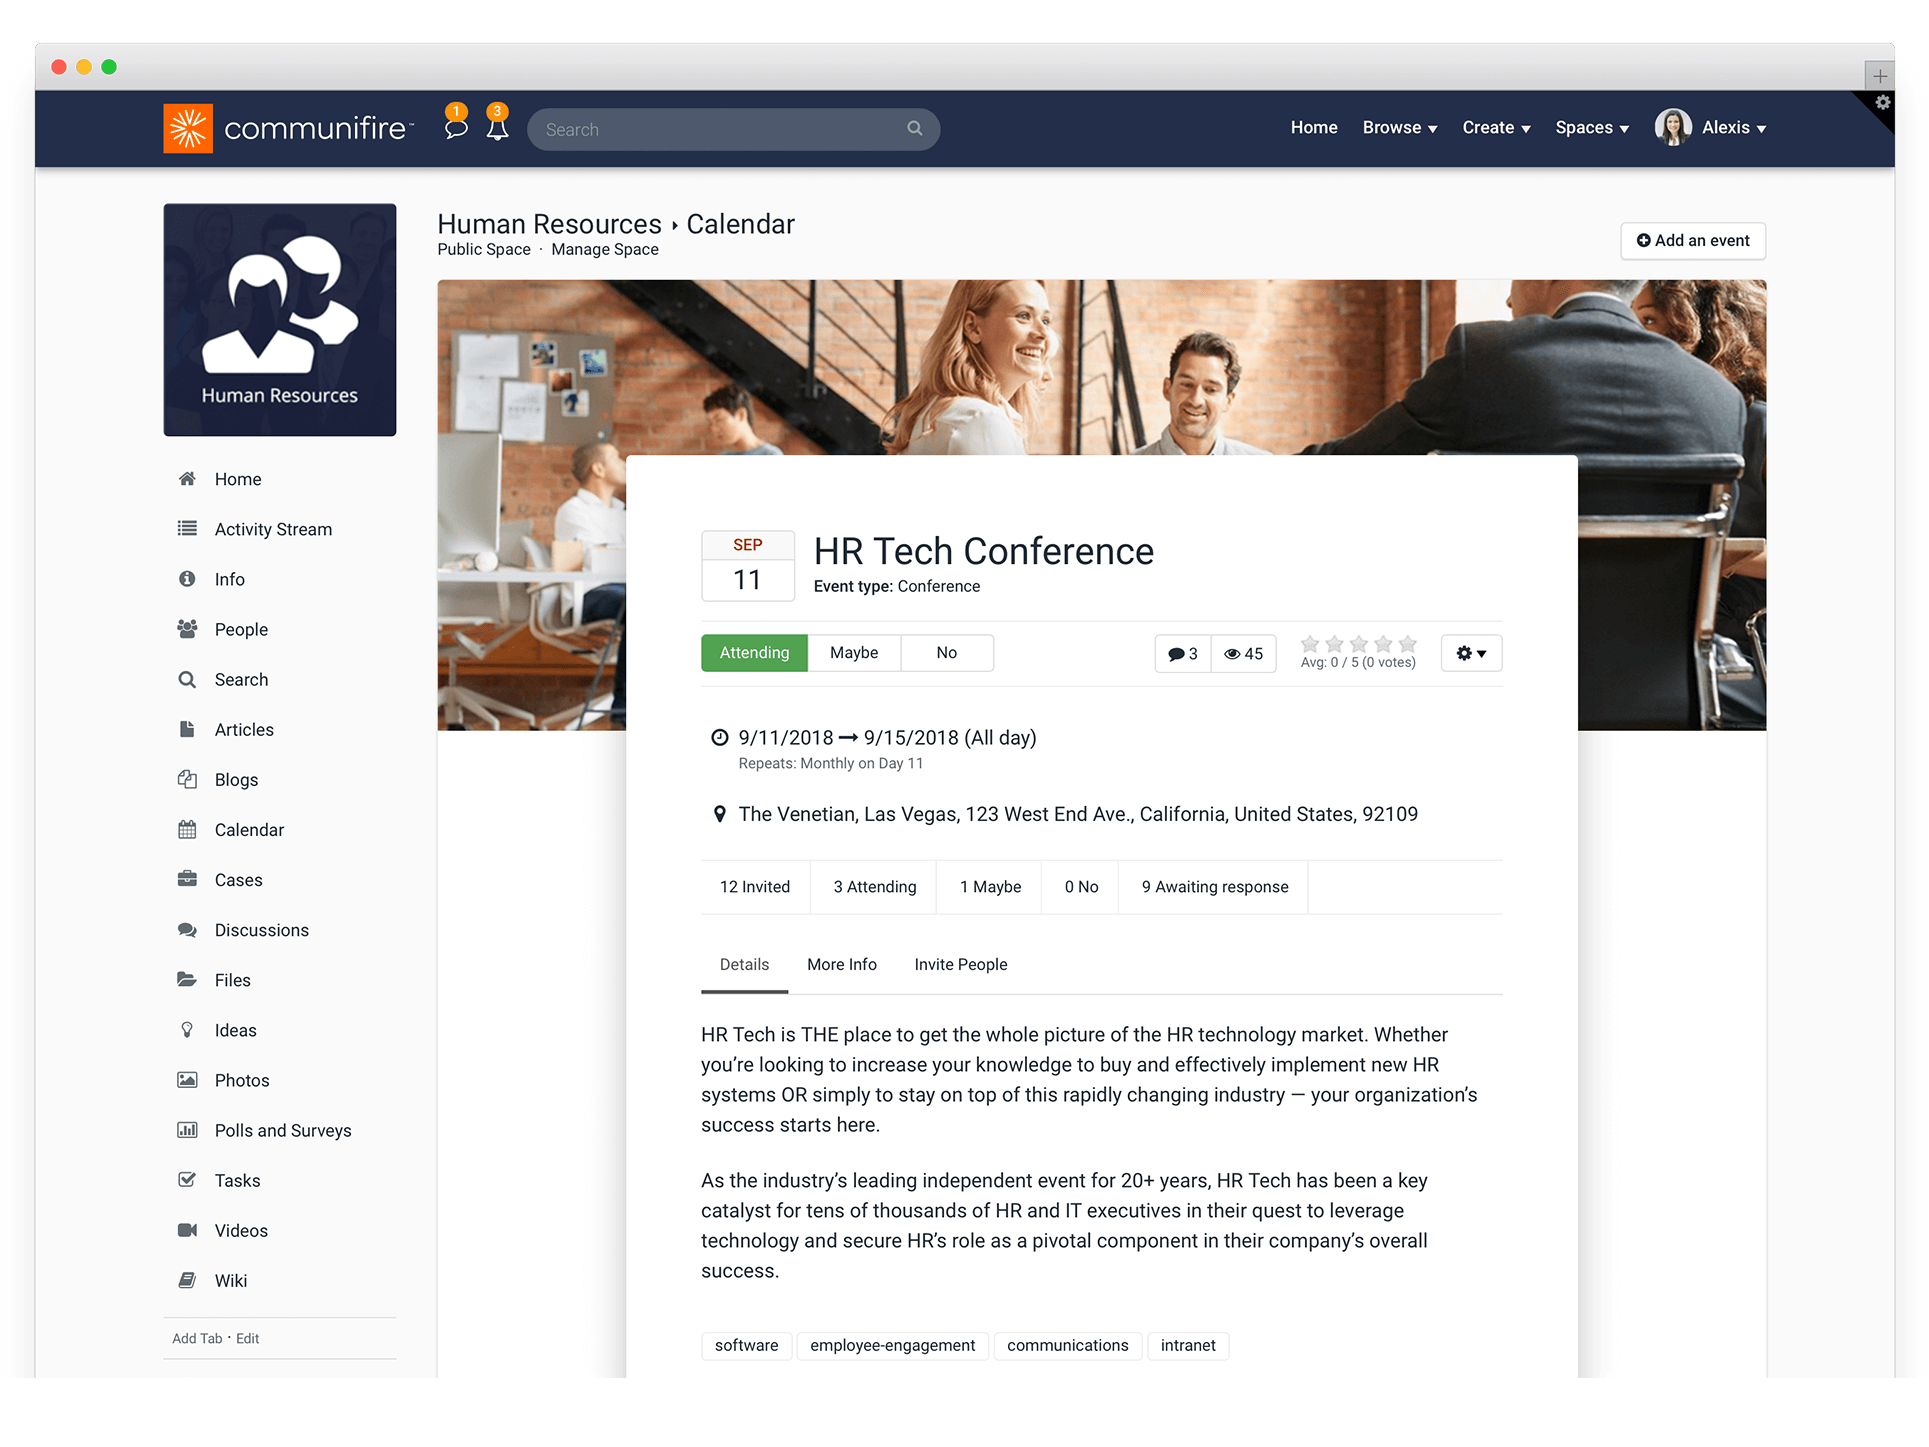 communifire™
1
3
Search
Home
Browse
Create
Spaces
Alexis
Human Resources
Human Resources ‣ Calendar
Public Space · Manage Space
Add an event
Home
Activity Stream
Info
People
Search
Articles
Blogs
Calendar
Cases
Discussions
Files
Ideas
Photos
Polls and Surveys
Tasks
Videos
Wiki
Add Tab · Edit
SEP
11
HR Tech Conference
Event type: Conference
Attending
Maybe
No
3
45
Avg: 0 / 5 (0 votes)
9/11/2018 → 9/15/2018 (All day)
Repeats: Monthly on Day 11
The Venetian, Las Vegas, 123 West End Ave., California, United States, 92109
12 Invited
3 Attending
1 Maybe
0 No
9 Awaiting response
Details
More Info
Invite People
HR Tech is THE place to get the whole picture of the HR technology market. Whether
you’re looking to increase your knowledge to buy and effectively implement new HR
systems OR simply to stay on top of this rapidly changing industry — your organization’s
success starts here.
As the industry’s leading independent event for 20+ years, HR Tech has been a key
catalyst for tens of thousands of HR and IT executives in their quest to leverage
technology and secure HR’s role as a pivotal component in their company’s overall
success.
software
employee-engagement
communications
intranet